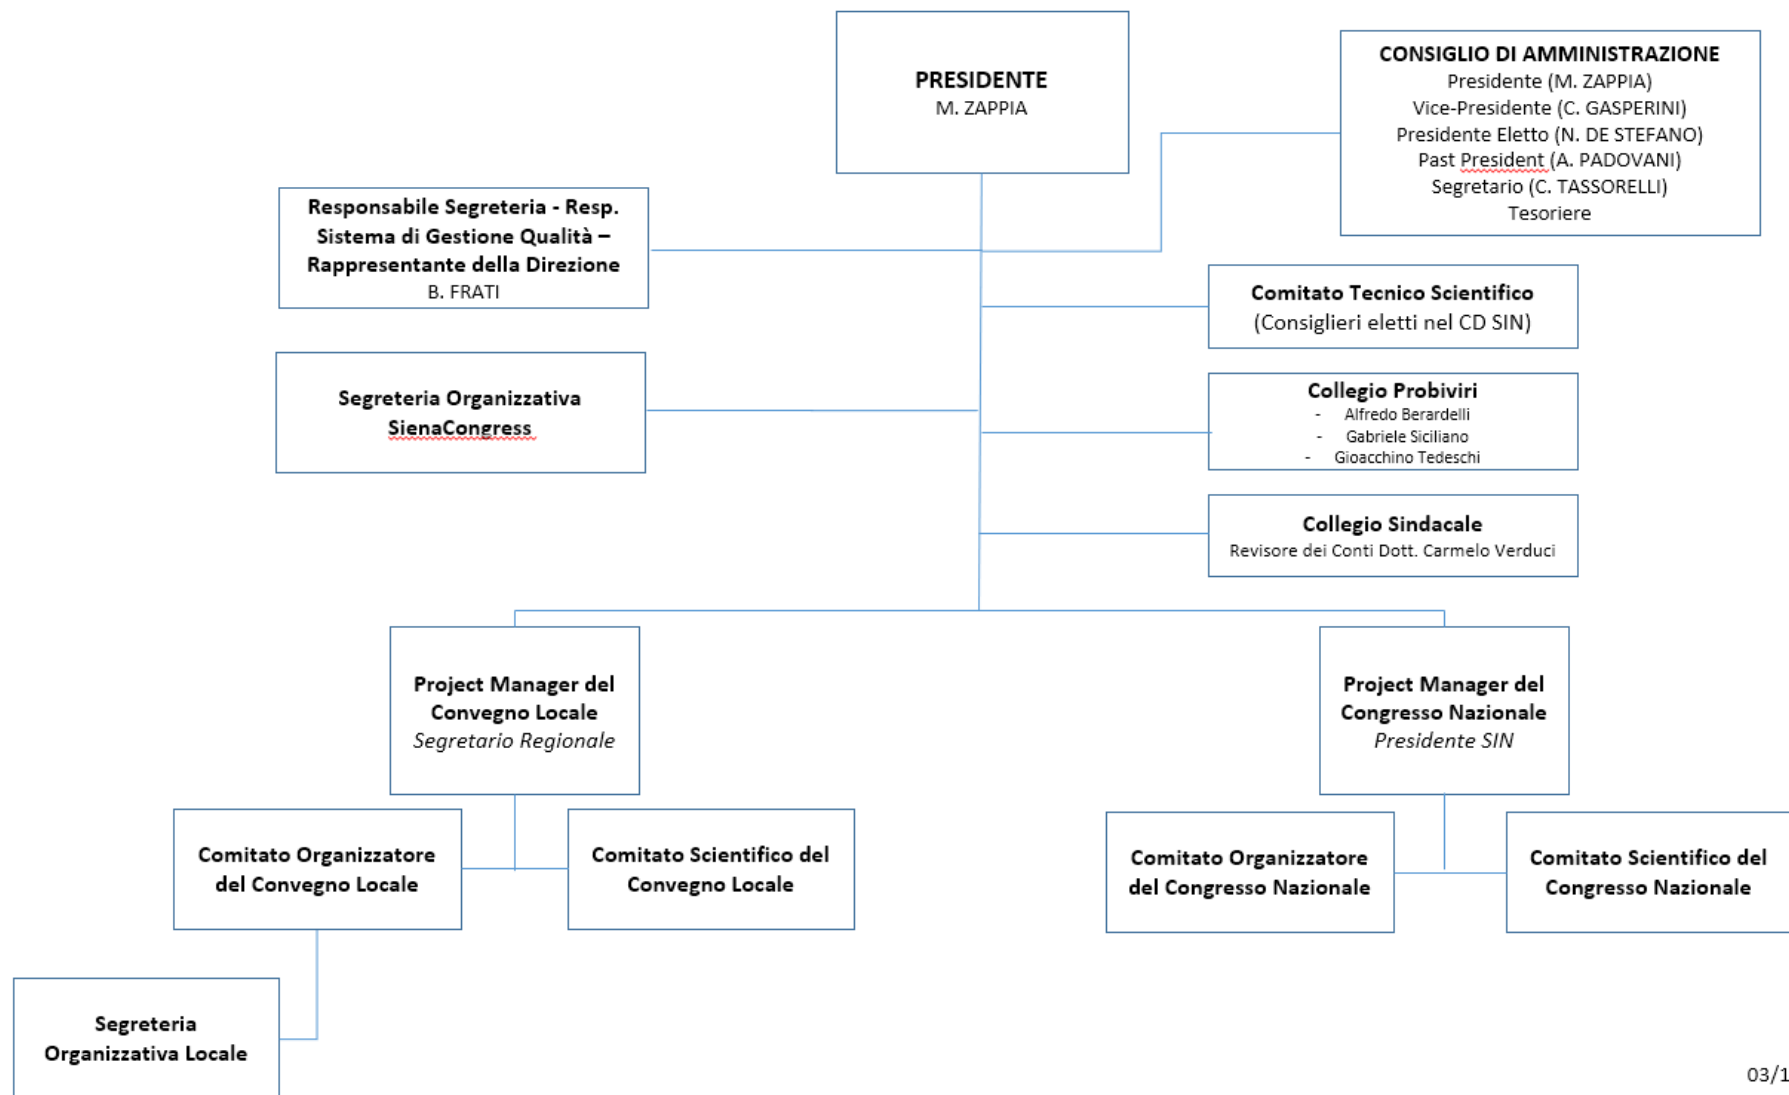 PRESIDENTE
M. ZAPPIA
CONSIGLIO DI AMMINISTRAZIONE
Presidente (M. ZAPPIA)
Vice-Presidente (C. GASPERINI)
Presidente Eletto (N. DE STEFANO)
Past President (A. PADOVANI)
Segretario (C. TASSORELLI)
Tesoriere
Responsabile Segreteria - Resp.
Sistema di Gestione Qualità –
Rappresentante della Direzione
B. FRATI
Comitato Tecnico Scientifico
(Consiglieri eletti nel CD SIN)
Segreteria Organizzativa
SienaCongress
Collegio Probiviri
- Alfredo Berardelli
- Gabriele Siciliano
- Gioacchino Tedeschi
Collegio Sindacale
Revisore dei Conti Dott. Carmelo Verduci
Project Manager del
Convegno Locale
Segretario Regionale
Project Manager del
Congresso Nazionale
Presidente SIN
Comitato Organizzatore
del Convegno Locale
Comitato Scientifico del
Convegno Locale
Comitato Organizzatore
del Congresso Nazionale
Comitato Scientifico del
Congresso Nazionale
Segreteria
Organizzativa Locale
03/1